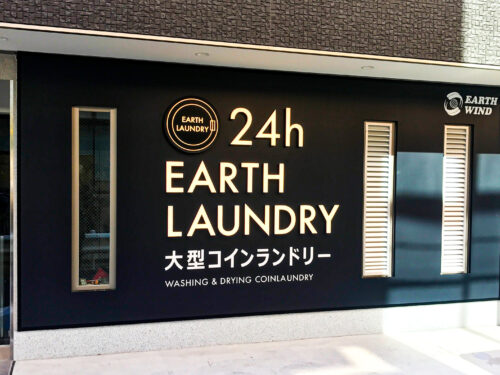 EARTH
LAUNDRY
24h
EARTH
LAUNDRY
大型コインランドリー
WASHING & DRYING COINLAUNDRY
EARTH
WIND